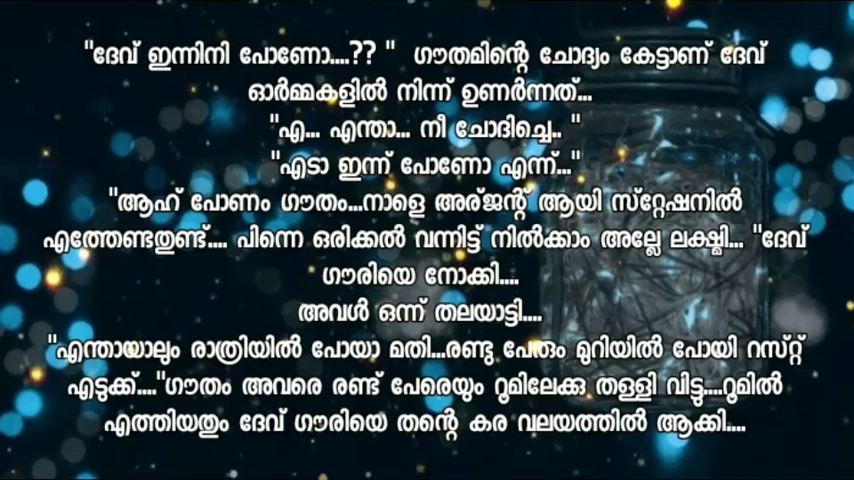 "ദേവ് ഇന്നിനി പോണോ....?? " ഗൗതമിന്റെ ചോദ്യം കേട്ടാണ് ദേവ്
ഓർമ്മകളിൽ നിന്ന് ഉണർന്നത്...
"എ... എന്താ... നീ ചോദിച്ചെ.. "
"എടാ ഇന്ന് പോണോ എന്ന്..."
"ആഹ് പോണം ഗൗതം...നാളെ അര്ജന്റ് ആയി സ്റ്റേഷനിൽ
എത്തേണ്ടതുണ്ട്.... പിന്നെ ഒരിക്കൽ വന്നിട്ട് നിൽക്കാം അല്ലേ ലക്ഷ്മി... "ദേവ്
ഗൗരിയെ നോക്കി....
അവൾ ഒന്ന് തലയാട്ടി....
"എന്തായാലും രാത്രിയിൽ പോയാ മതി...രണ്ടു പേരും മുറിയിൽ പോയി റസ്റ്റ്
എടുക്ക്...."ഗൗതം അവരെ രണ്ട് പേരെയും റൂമിലേക്കു തള്ളി വിട്ടു....റൂമിൽ
എത്തിയതും ദേവ് ഗൗരിയെ തന്റെ കര വലയത്തിൽ ആക്കി....